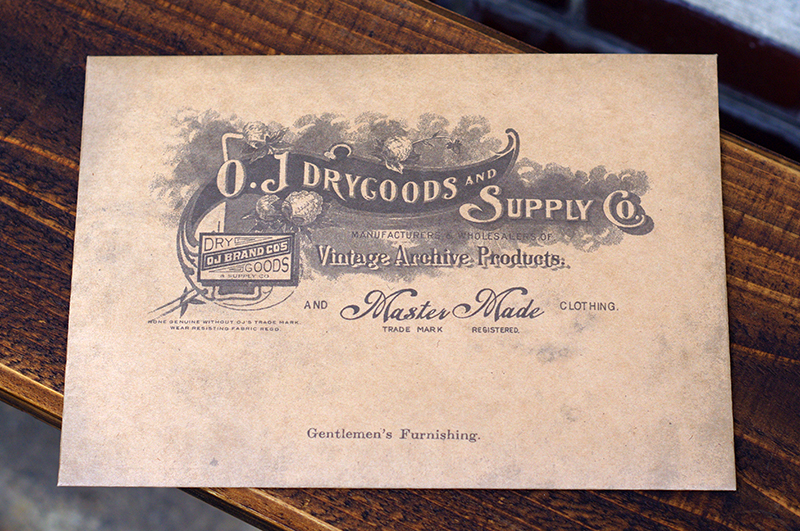 O.J DRYGOODS AND SUPPLY CO.
MANUFACTURERS & WHOLESALERS OF
Vintage Archive Products.
DRY
OJ BRAND CO'S
GOODS
& SUPPLY CO
NONE GENUINE WITHOUT OJ'S TRADE MARK.
WEAR RESISTING FABRIC REGD
AND Master Made CLOTHING.
TRADE MARK REGISTERED.
Gentlemen's Furnishing.